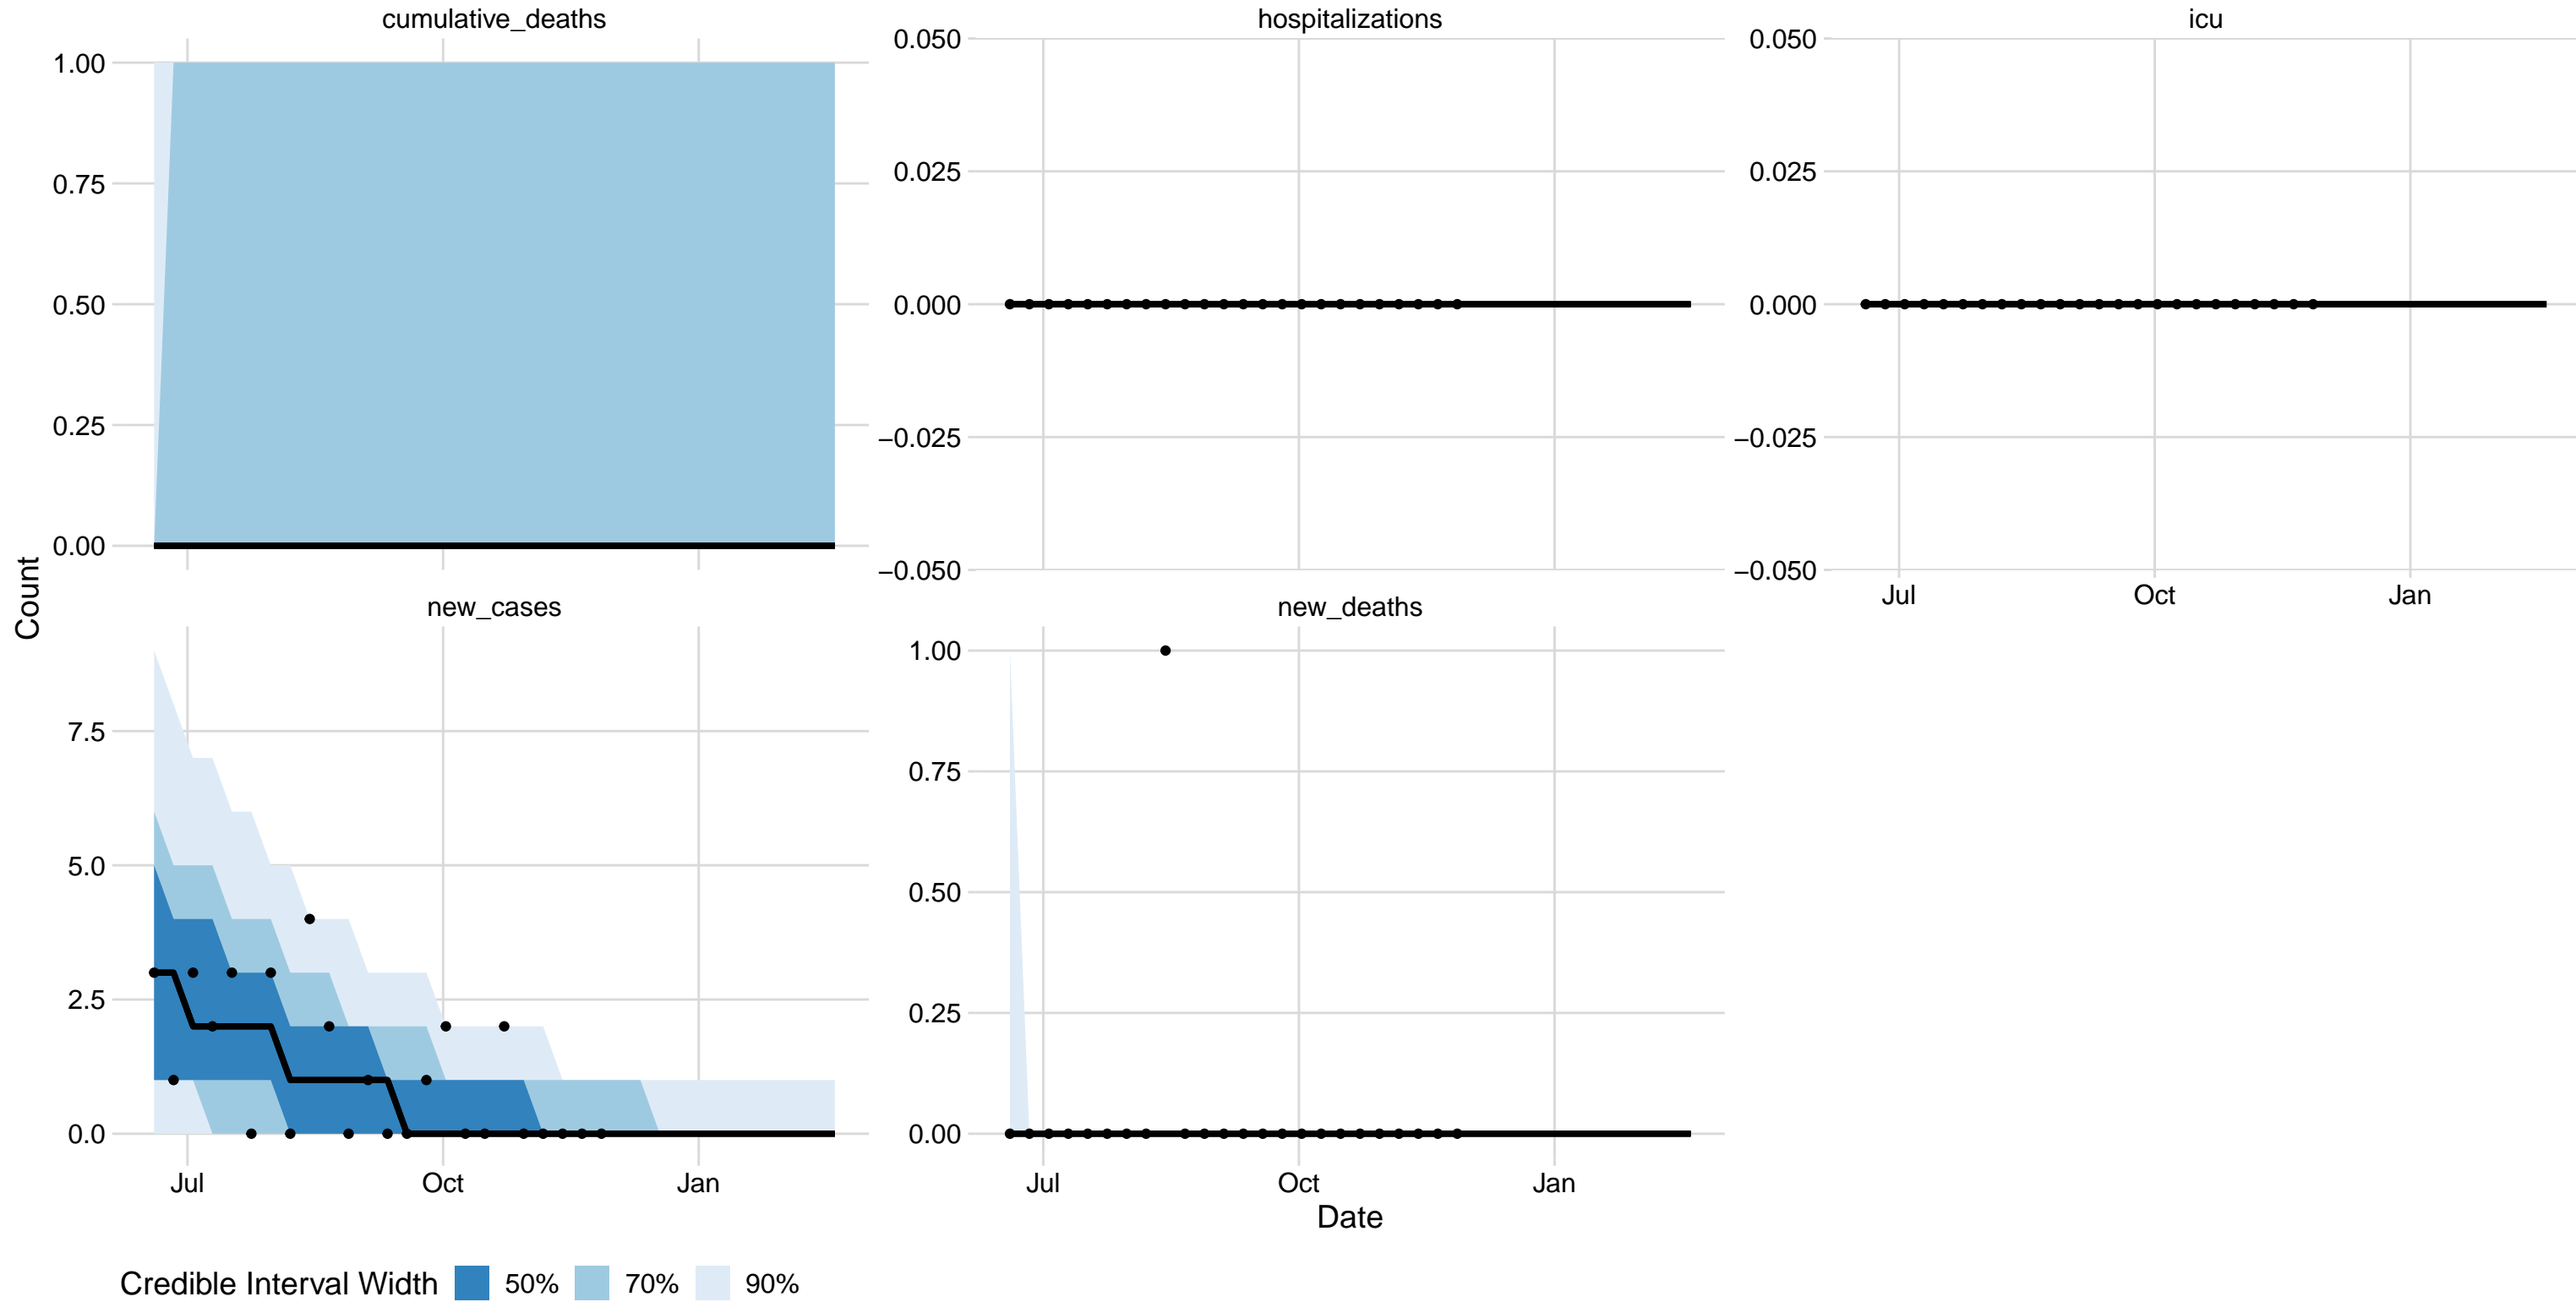 cumulative_deaths
hospitalizations
icu
1.00
0.75
0.50
0.25
0.00
0.050
0.025
0.000
−0.025
−0.050
0.050
0.025
0.000
−0.025
−0.050
Jul Oct Jan
Count
new_cases
new_deaths
7.5
5.0
2.5
0.0
Jul Oct Jan
1.00
0.75
0.50
0.25
0.00
Jul Oct Jan
Date
Credible Interval Width 50% 70% 90%